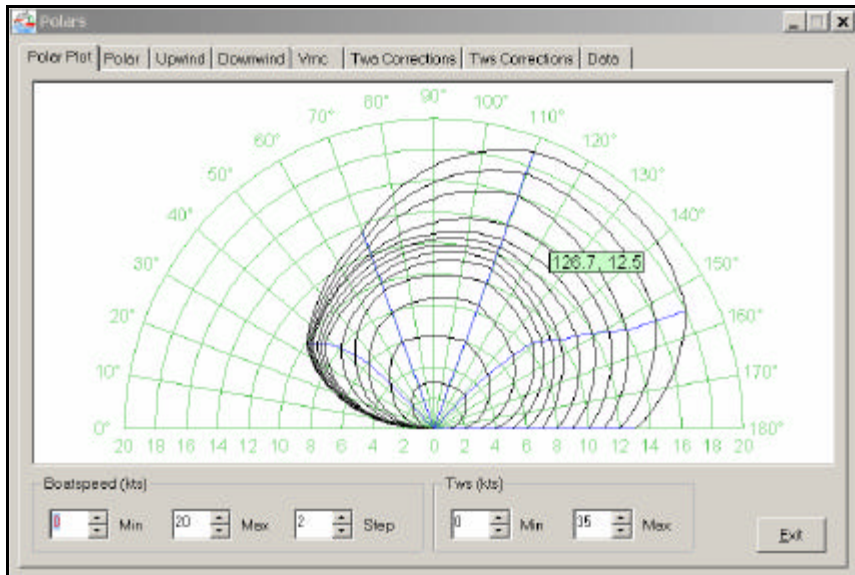 Polars
Polar Plot Polar Upwind Downwind Vmc Twa Corrections Tws Corrections Data
90°
80° 100°
70° 110°
60° 120°
50° 130°
40° 140°
30° 150°
20° 160°
10° 170°
0° 180°
126.7, 12.5
20 18 16 14 12 10 8 6 4 2 0 2 4 6 8 10 12 14 16 18 20
Boatspeed (kts) Tws (kts)
0 Min 20 Max 2 Step 0 Min 35 Max Exit